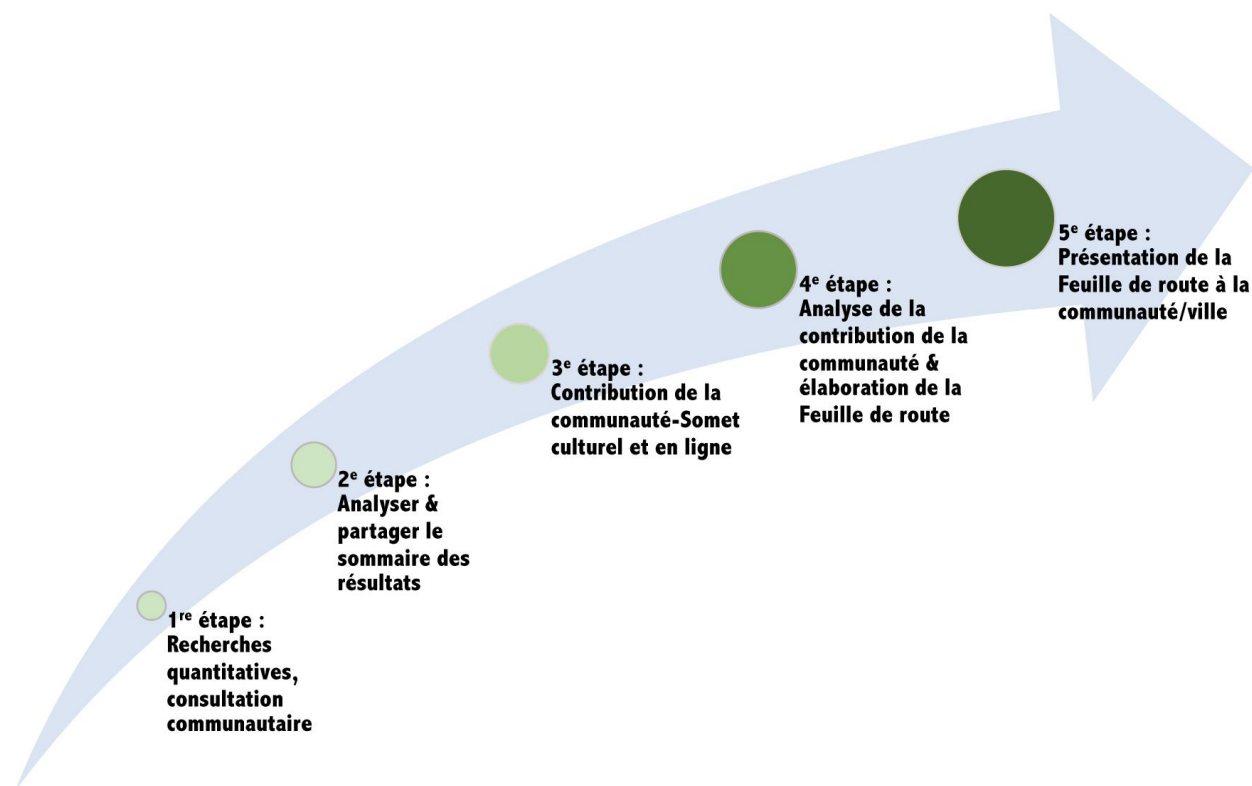 1re étape :
Recherches
quantitatives,
consultation
communautaire
2e étape :
Analyser &
partager le
sommaire des
résultats
3e étape :
Contribution de la
communauté-Somet
culturel et en ligne
4e étape :
Analyse de la
contribution de la
communauté &
élaboration de la
Feuille de route
5e étape :
Présentation de la
Feuille de route à la
communauté/ville